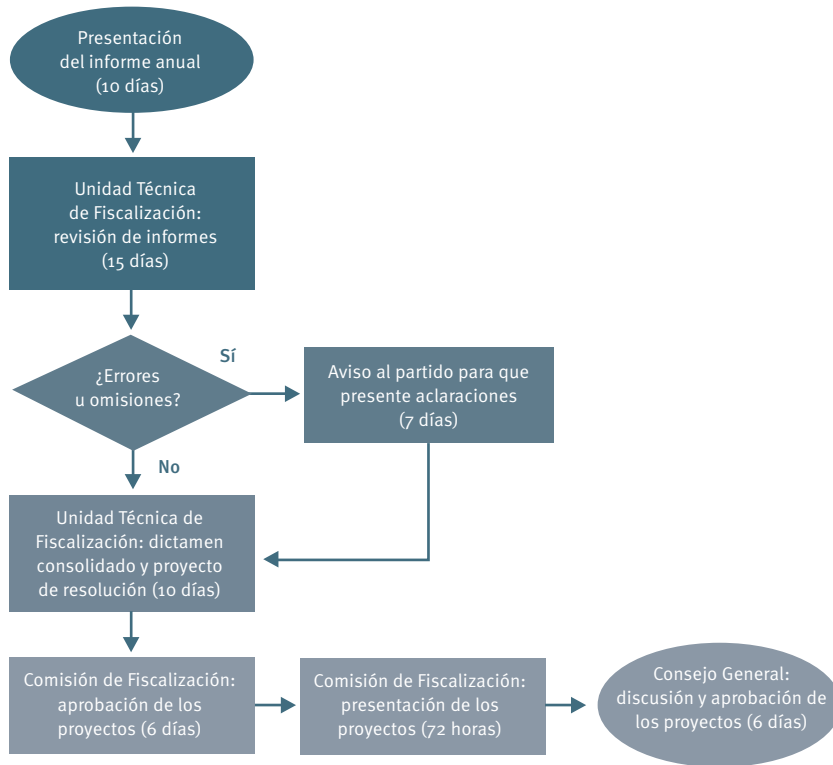 Presentación
del informe anual
(10 días)
Unidad Técnica
de Fiscalización:
revisión de informes
(15 días)
¿Errores
u omisiones?
Sí
Aviso al partido para que
presente aclaraciones
(7 días)
No
Unidad Técnica de
Fiscalización: dictamen
consolidado y proyecto
de resolución (10 días)
Comisión de Fiscalización:
aprobación de los
proyectos (6 días)
Comisión de Fiscalización:
presentación de los
proyectos (72 horas)
Consejo General:
discusión y aprobación de
los proyectos (6 días)